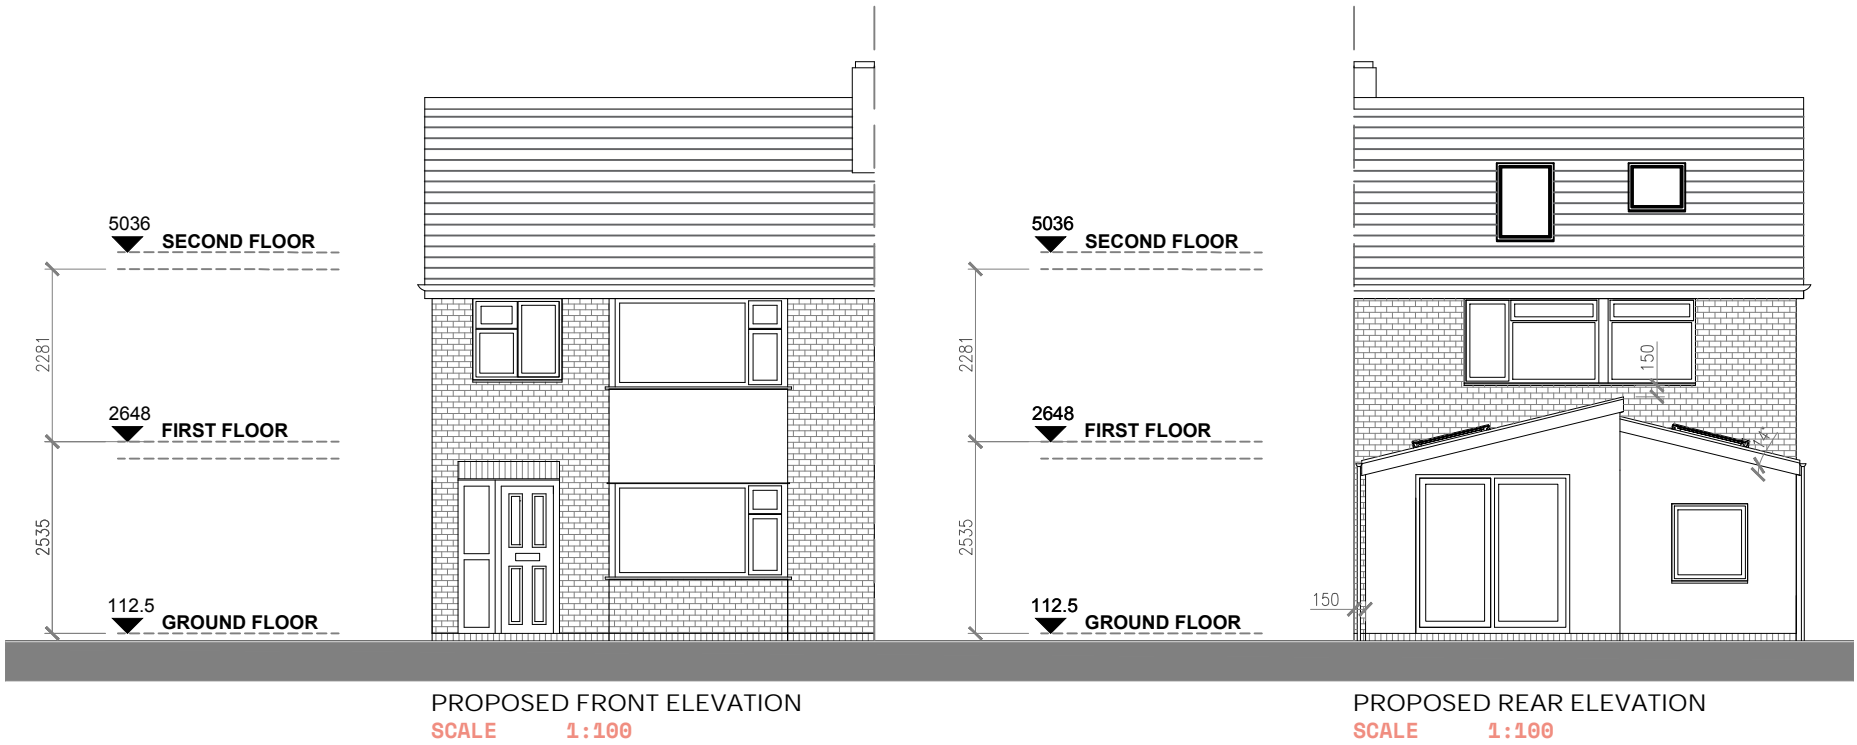 5036
SECOND FLOOR
2281
2648
FIRST FLOOR
2535
112.5
GROUND FLOOR
PROPOSED FRONT ELEVATION
SCALE 1:100
5036
SECOND FLOOR
2281
2648
FIRST FLOOR
2535
112.5
GROUND FLOOR
150
14°
150
PROPOSED REAR ELEVATION
SCALE 1:100